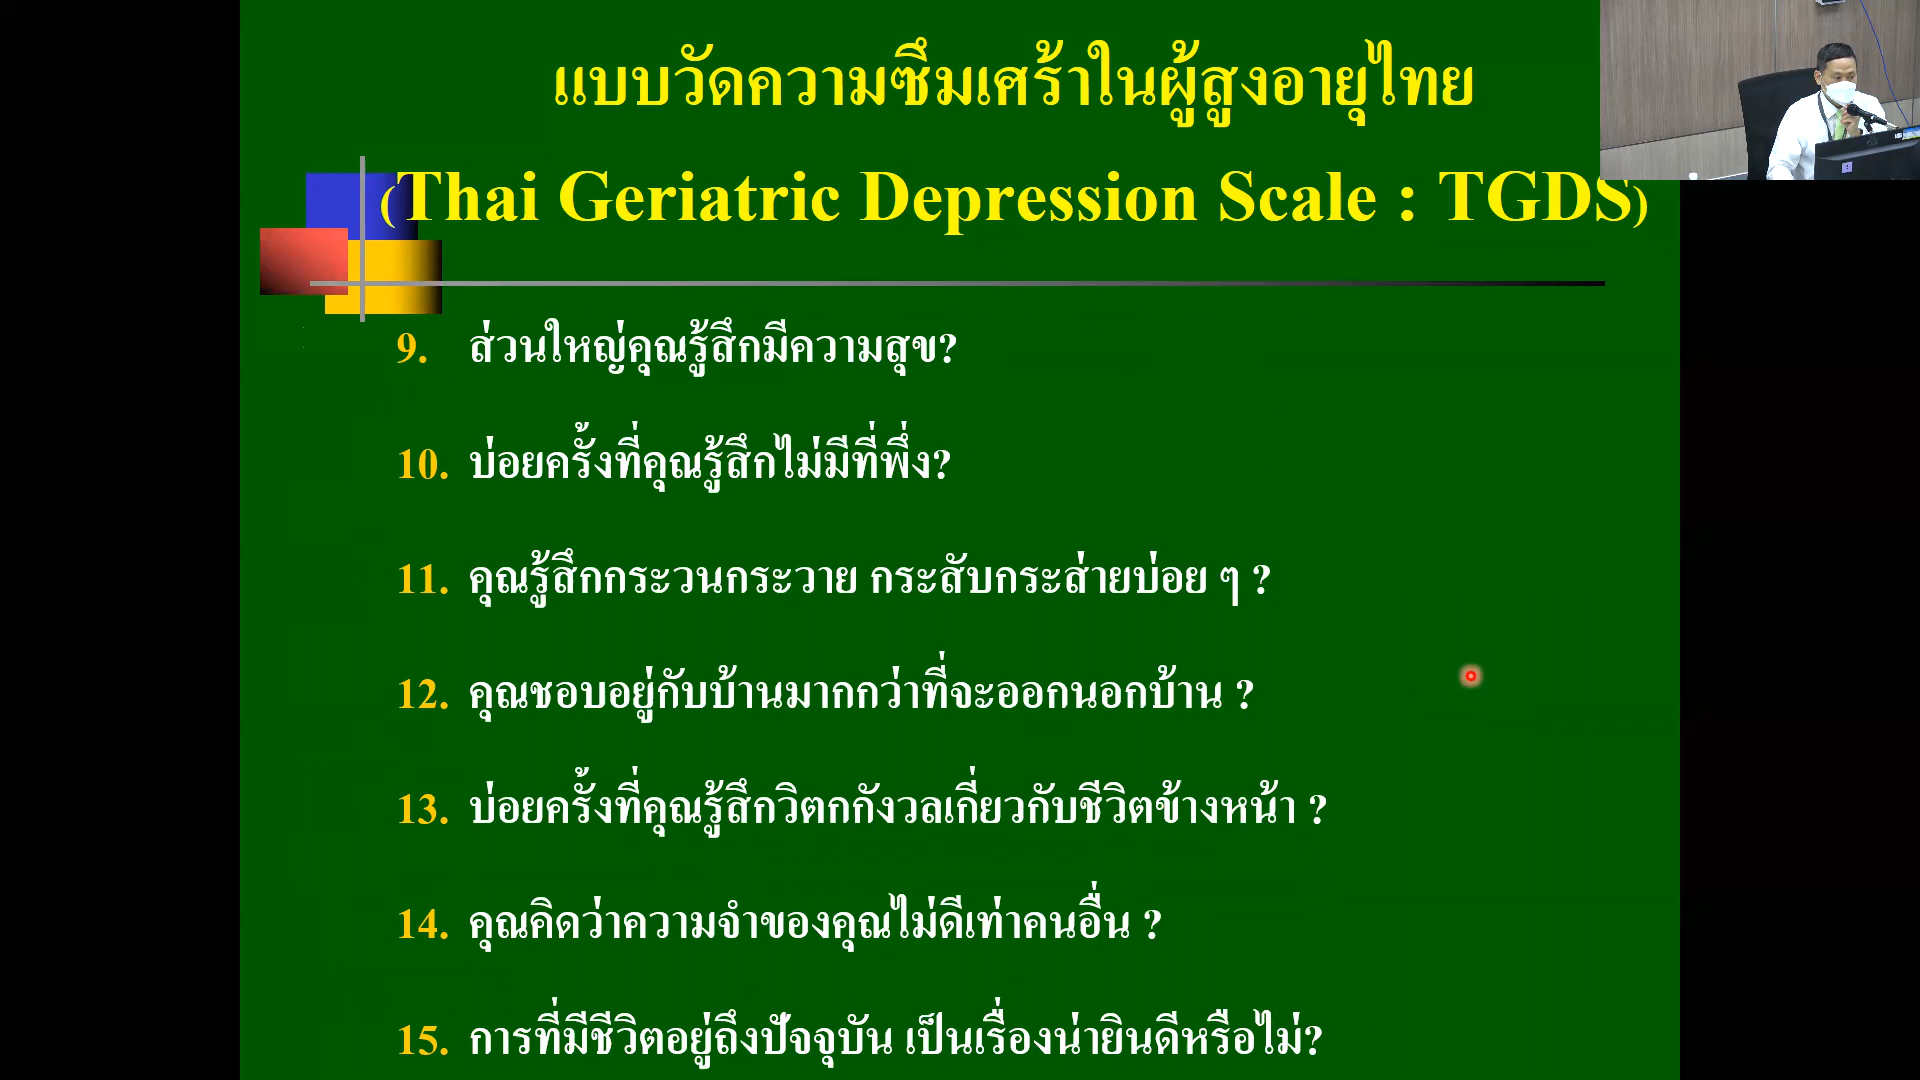 แบบวัดความซึมเศร้าในผู้สูงอายุไทย
(Thai Geriatric Depression Scale : TGDS)
9. ส่วนใหญ่คุณรู้สึกมีความสุข?
10. บ่อยครั้งที่คุณรู้สึกไม่มีที่พึ่ง?
11. คุณรู้สึกกระวนกระวาย กระสับกระส่ายบ่อย ๆ ?
12. คุณชอบอยู่กับบ้านมากกว่าที่จะออกนอกบ้าน ?
13. บ่อยครั้งที่คุณรู้สึกวิตกกังวลเกี่ยวกับชีวิตข้างหน้า ?
14. คุณคิดว่าความจำของคุณไม่ดีเท่าคนอื่น ?
15. การที่มีชีวิตอยู่ถึงปัจจุบัน เป็นเรื่องน่ายินดีหรือไม่?